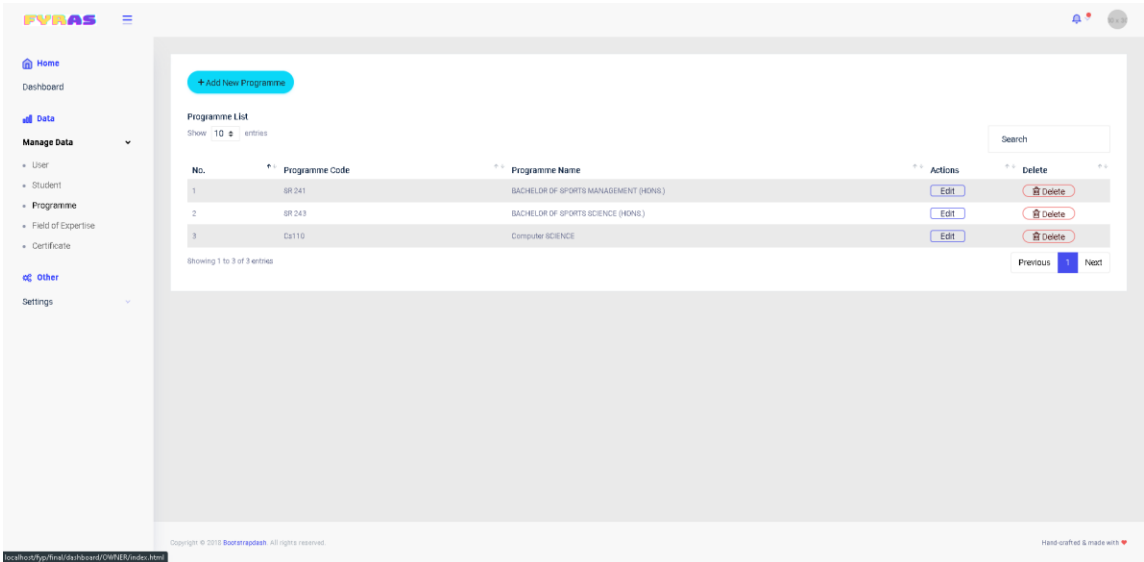 FYRAS
Home
Dashboard
Data
Manage Data
User
Student
Programme
Field of Expertise
Certificate
Other
Settings
+Add New Programme
Programme List
Show 10 entries
Search
No. Programme Code Programme Name Actions Delete
1 SR 241 BACHELOR OF SPORTS MANAGEMENT (HONS.) Edit Delete
2 SR 243 BACHELOR OF SPORTS SCIENCE (HONS.) Edit Delete
3 Cs110 Computer SCIENCE Edit Delete
Showing 1 to 3 of 3 entries
Previous 1 Next
Copyright © 2018 Bootstrapdash. All rights reserved.
Hand-crafted & made with
localhost/fyp/final/dashboard/OWNER/index.html